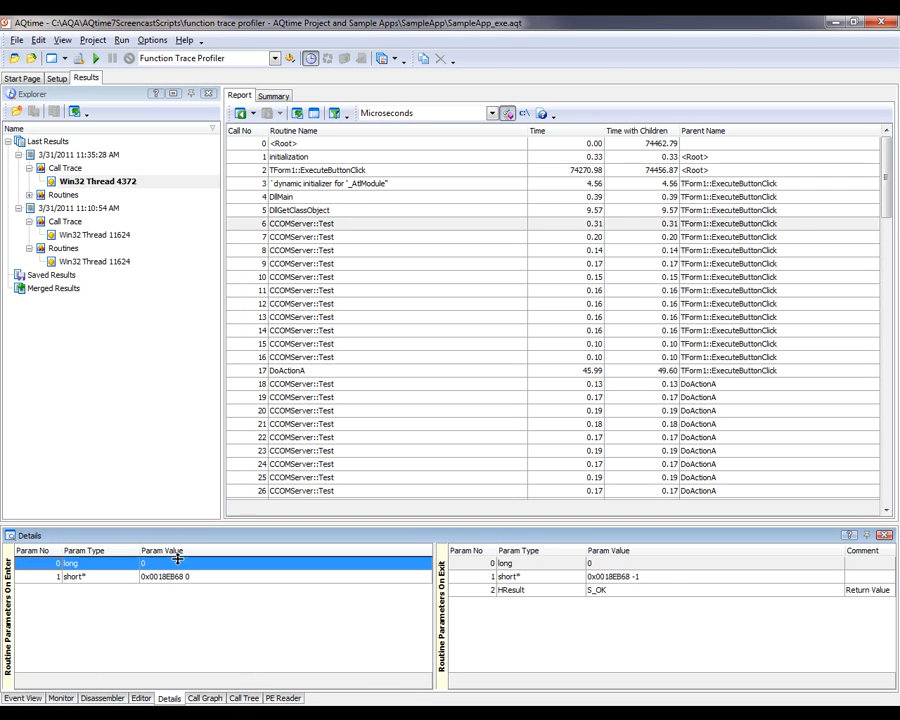 AQtime - C:\AQA\AQtime7ScreencastScripts\function trace profiler\AQtime Project and Sample Apps\SampleApp\SampleApp_exe.aqt
File Edit View Project Run Options Help
Function Trace Profiler
Start Page Setup Results
Explorer
Name
Last Results
3/31/2011 11:35:28 AM
Call Trace
Win32 Thread 4372
Routines
3/31/2011 11:10:54 AM
Call Trace
Win32 Thread 11624
Routines
Win32 Thread 11624
Saved Results
Merged Results
Report Summary
Microseconds
Call No Routine Name Time Time with Children Parent Name
0 <Root> 0.00 74462.79
1 initialization 0.33 0.33 <Root>
2 TForm1::ExecuteButtonClick 74270.98 74456.87 <Root>
3 `dynamic initializer for '_AtlModule'' 4.56 4.56 TForm1::ExecuteButtonClick
4 DllMain 0.39 0.39 TForm1::ExecuteButtonClick
5 DllGetClassObject 9.57 9.57 TForm1::ExecuteButtonClick
6 CCOMServer::Test 0.31 0.31 TForm1::ExecuteButtonClick
7 CCOMServer::Test 0.20 0.20 TForm1::ExecuteButtonClick
8 CCOMServer::Test 0.14 0.14 TForm1::ExecuteButtonClick
9 CCOMServer::Test 0.17 0.17 TForm1::ExecuteButtonClick
10 CCOMServer::Test 0.15 0.15 TForm1::ExecuteButtonClick
11 CCOMServer::Test 0.16 0.16 TForm1::ExecuteButtonClick
12 CCOMServer::Test 0.16 0.16 TForm1::ExecuteButtonClick
13 CCOMServer::Test 0.16 0.16 TForm1::ExecuteButtonClick
14 CCOMServer::Test 0.16 0.16 TForm1::ExecuteButtonClick
15 CCOMServer::Test 0.10 0.10 TForm1::ExecuteButtonClick
16 CCOMServer::Test 0.10 0.10 TForm1::ExecuteButtonClick
17 DoActionA 45.99 49.60 TForm1::ExecuteButtonClick
18 CCOMServer::Test 0.13 0.13 DoActionA
19 CCOMServer::Test 0.17 0.17 DoActionA
20 CCOMServer::Test 0.19 0.19 DoActionA
21 CCOMServer::Test 0.18 0.18 DoActionA
22 CCOMServer::Test 0.17 0.17 DoActionA
23 CCOMServer::Test 0.19 0.19 DoActionA
24 CCOMServer::Test 0.17 0.17 DoActionA
25 CCOMServer::Test 0.19 0.19 DoActionA
26 CCOMServer::Test 0.17 0.17 DoActionA
Details
Routine Parameters On Enter
Param No Param Type Param Value
0 long 0
1 short* 0x0018EB68 0
Routine Parameters On Exit
Param No Param Type Param Value Comment
0 long 0
1 short* 0x0018EB68 -1
2 HResult S_OK Return Value
Event View Monitor Disassembler Editor Details Call Graph Call Tree PE Reader